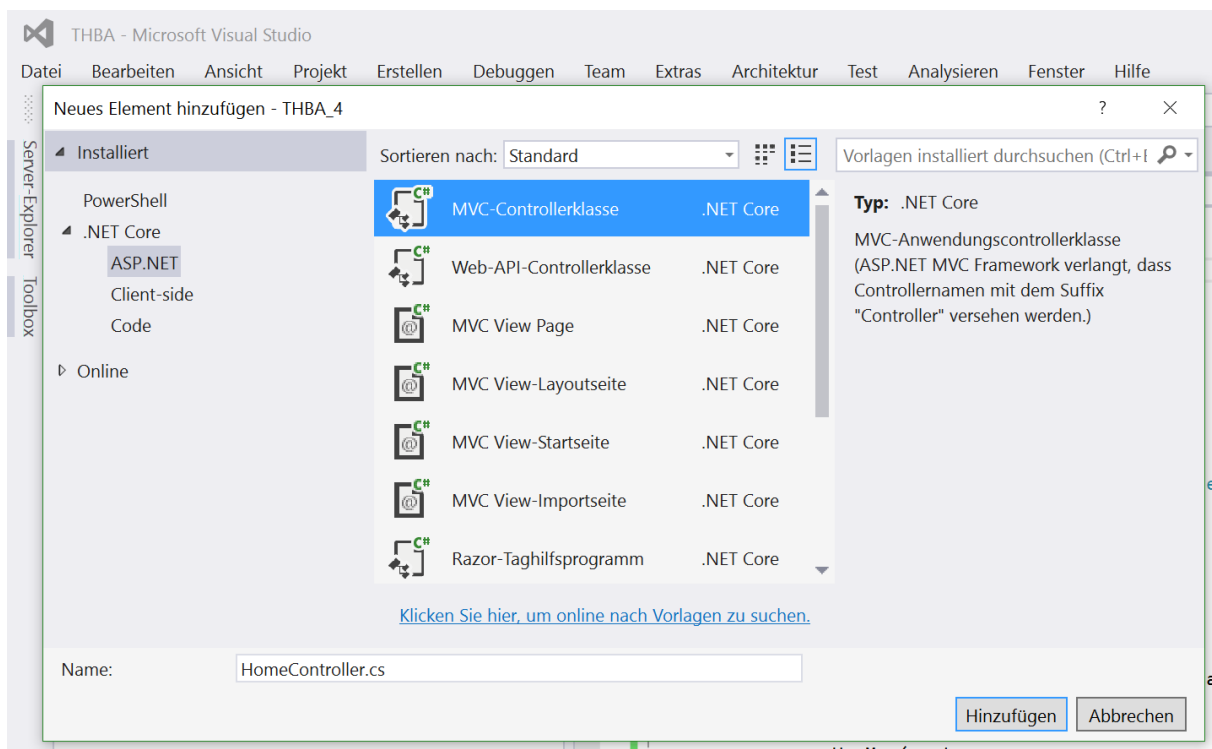 THBA - Microsoft Visual Studio
Datei Bearbeiten Ansicht Projekt Erstellen Debuggen Team Extras Architektur Test Analysieren Fenster Hilfe
Neues Element hinzufügen - THBA_4 ?
Server-Explorer
Toolbox
Installiert
PowerShell
.NET Core
ASP.NET
Client-side
Code
Online
Sortieren nach: Standard
MVC-Controllerklasse .NET Core
C#
Web-API-Controllerklasse .NET Core
C#
MVC View Page .NET Core
C#
@
MVC View-Layoutseite .NET Core
C#
@
MVC View-Startseite .NET Core
C#
@
MVC View-Importseite .NET Core
C#
@
Razor-Taghilfsprogramm .NET Core
C#
Klicken Sie hier, um online nach Vorlagen zu suchen.
Vorlagen installiert durchsuchen (Ctrl+E
Typ: .NET Core
MVC-Anwendungscontrollerklasse
(ASP.NET MVC Framework verlangt, dass
Controllernamen mit dem Suffix
"Controller" versehen werden.)
Name: HomeController.cs
Hinzufügen Abbrechen